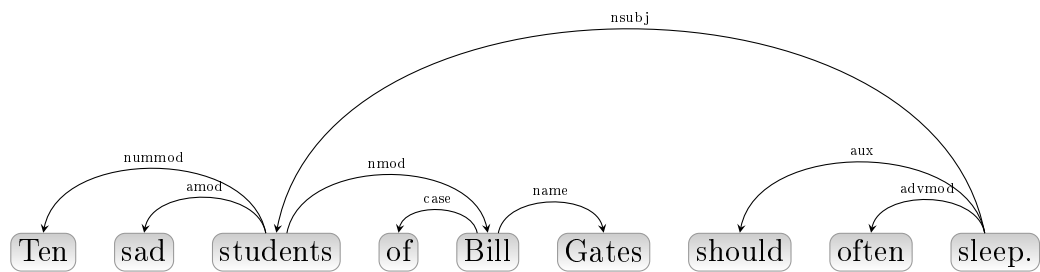 nsubj
nummod
nmod
aux
amod
case
name
advmod
Ten sad students of Bill Gates should often sleep.